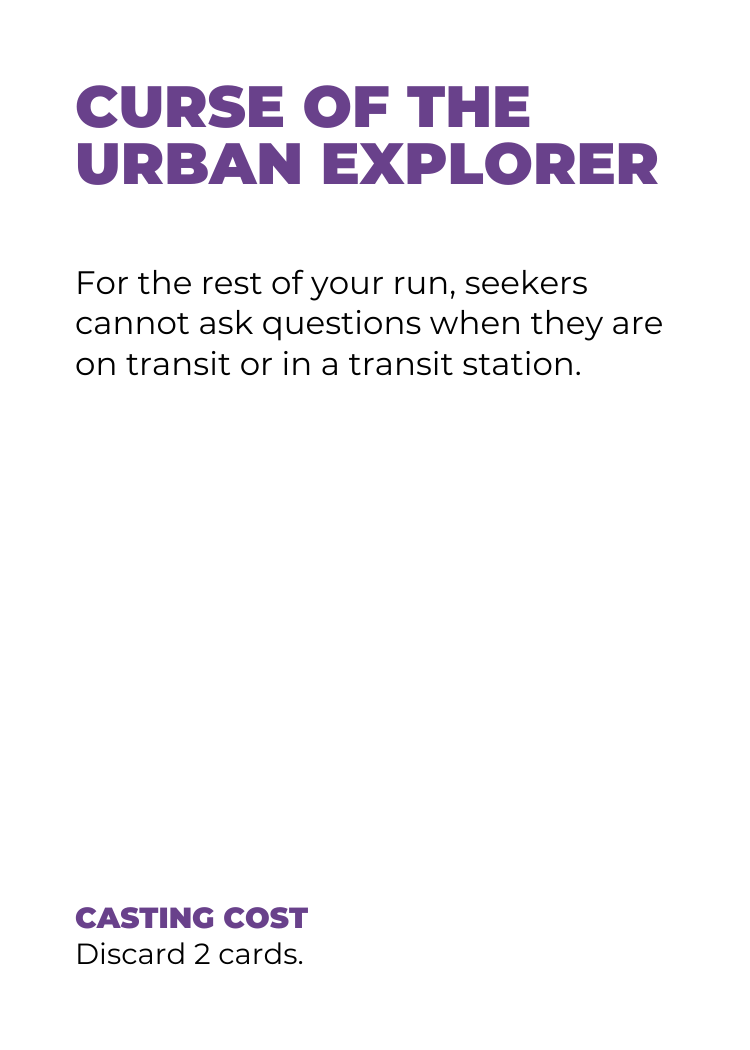 CURSE OF THE
URBAN EXPLORER
For the rest of your run, seekers
cannot ask questions when they are
on transit or in a transit station.
CASTING COST
Discard 2 cards.